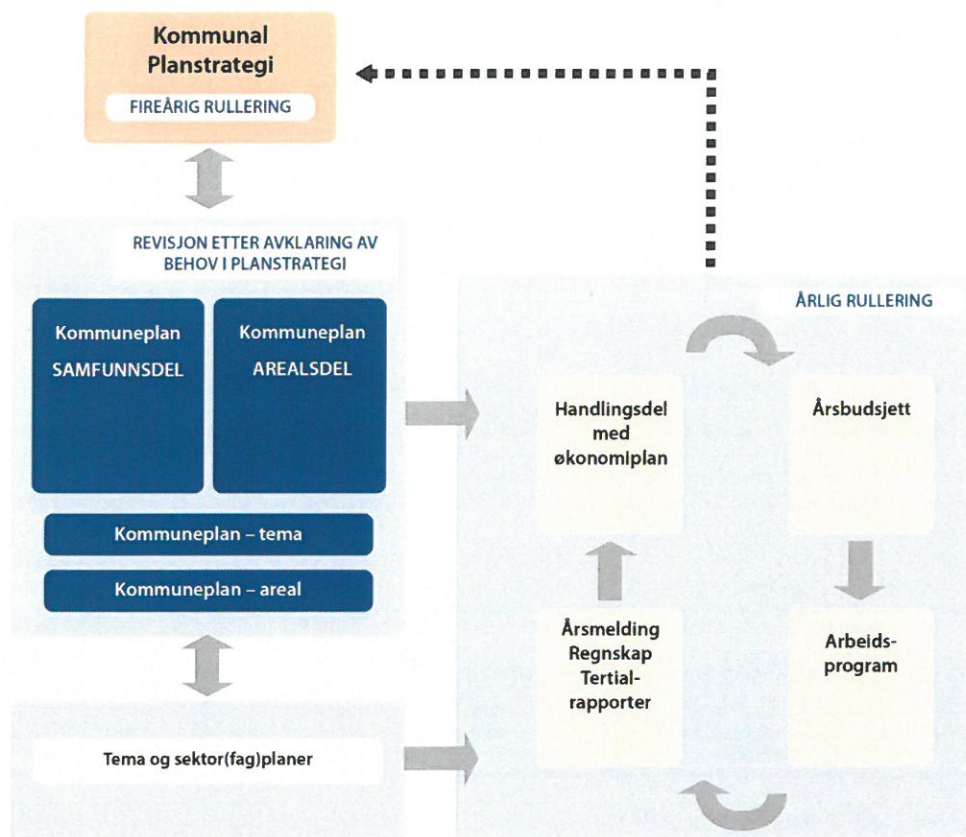 Kommunal
Planstrategi
FIREÅRIG RULLERING
REVISJON ETTER AVKLARING AV
BEHOV I PLANSTRATEGI
Kommuneplan
SAMFUNNSDEL
Kommuneplan
AREALSDEL
Kommuneplan – tema
Kommuneplan – areal
Tema og sektor(fag)planer
ÅRLIG RULLERING
Handlingsdel
med
økonomiplan
Årsbudsjett
Årsmelding
Regnskap
Tertial-
rapporter
Arbeids-
program